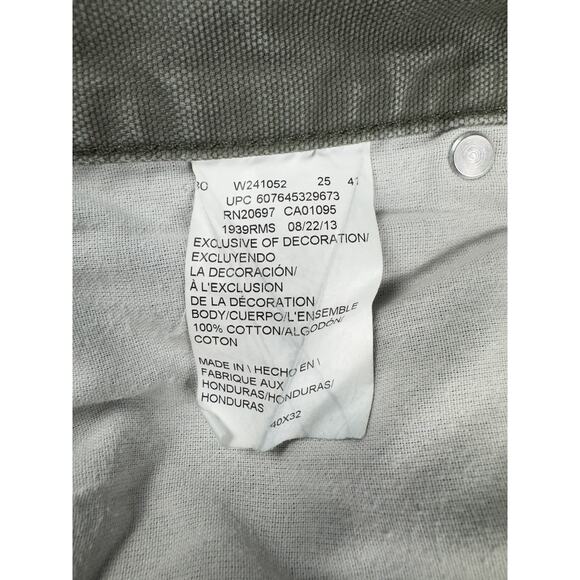 W241052 25
UPC 607645329673
RN20697 CA01095
1939RMS 08/22/13
EXCLUSIVE OF DECORATION/
EXCLUYENDO
LA DECORACIÓN/
À L'EXCLUSION
DE LA DÉCORATION
BODY/CUERPO/L'ENSEMBLE
100% COTTON/ALGODÓN/
COTON
MADE IN \ HECHO EN \
FABRIQUE AUX
HONDURAS/HONDURAS/
HONDURAS
40X32